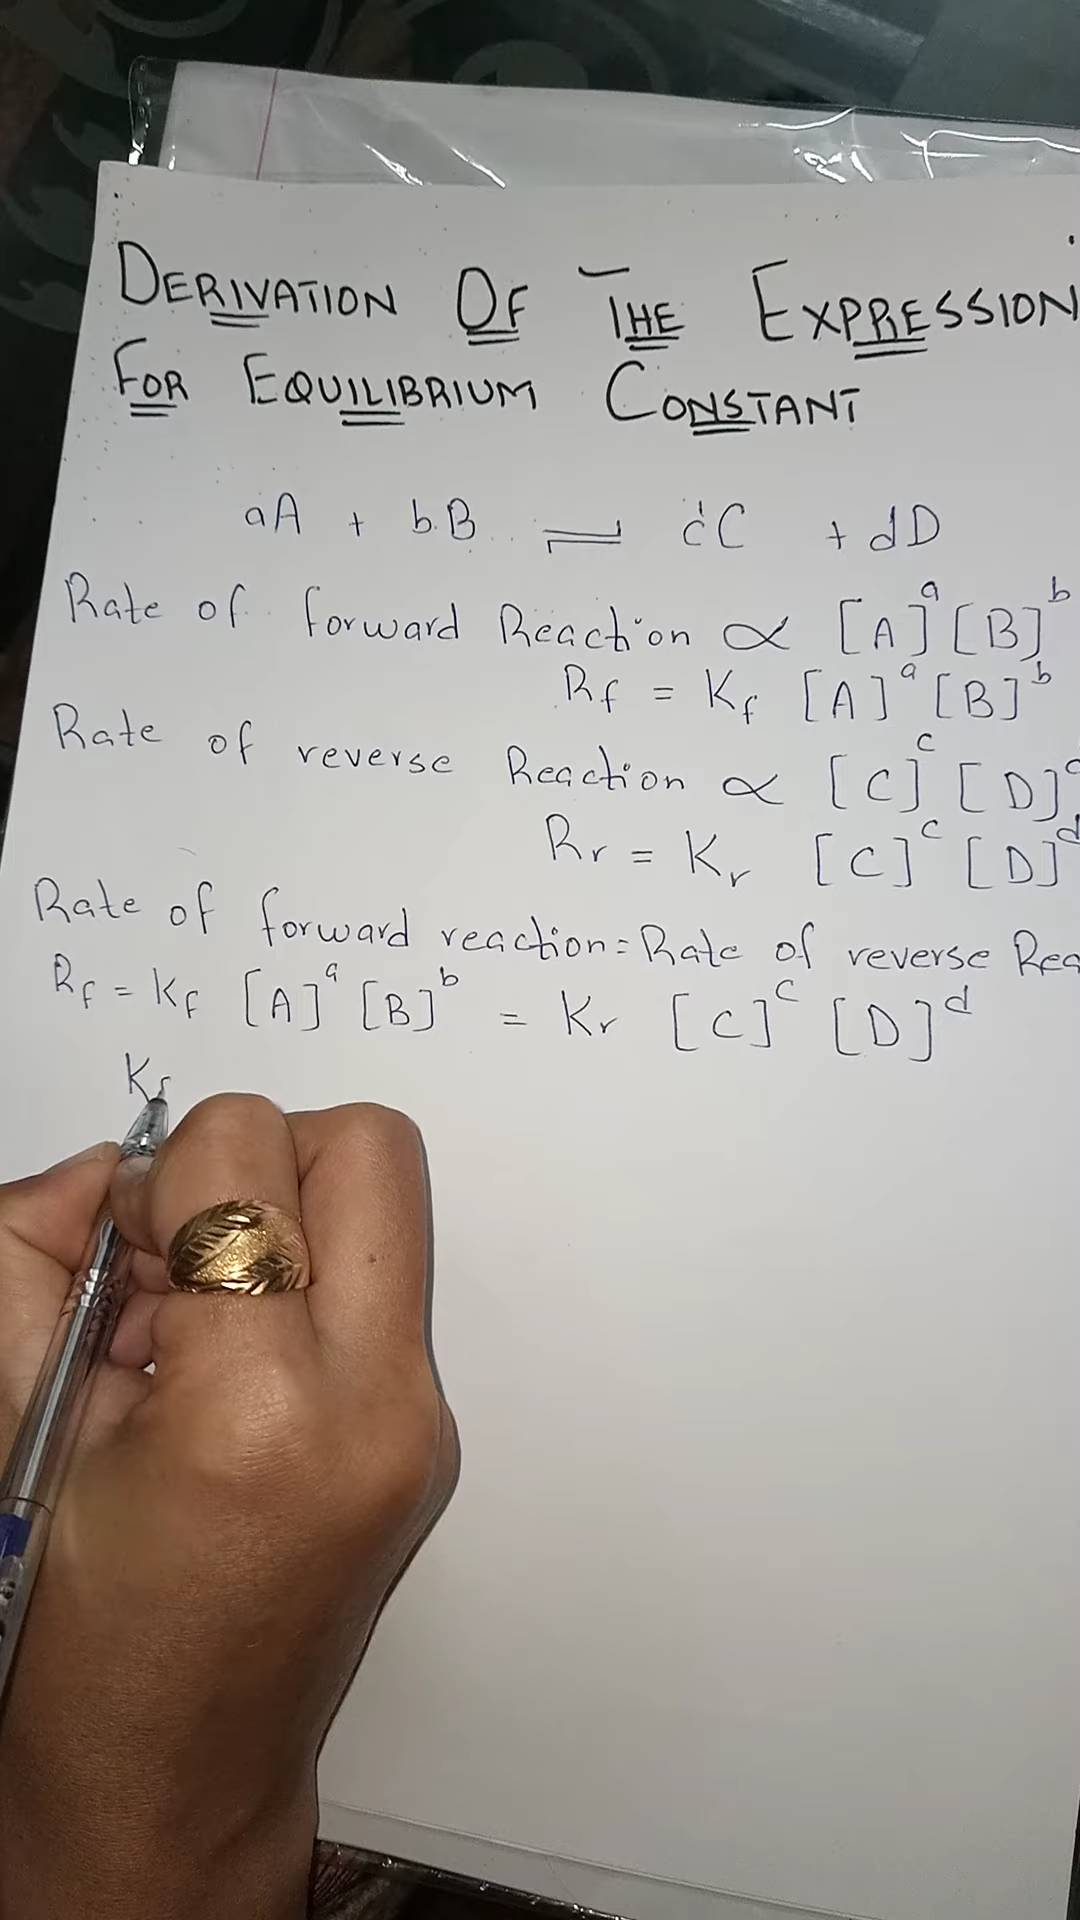 DERIVATION OF THE EXPRESSION
FOR EQUILIBRIUM CONSTANT
aA + bB ⇌ cC + dD
Rate of forward Reaction ∝ [A]^a [B]^b
Rf = Kf [A]^a [B]^b
Rate of reverse Reaction ∝ [C]^c [D]^d
Rr = Kr [C]^c [D]^d
Rate of forward reaction = Rate of reverse Rea
Rf = Kf [A]^a [B]^b = Kr [C]^c [D]^d
K